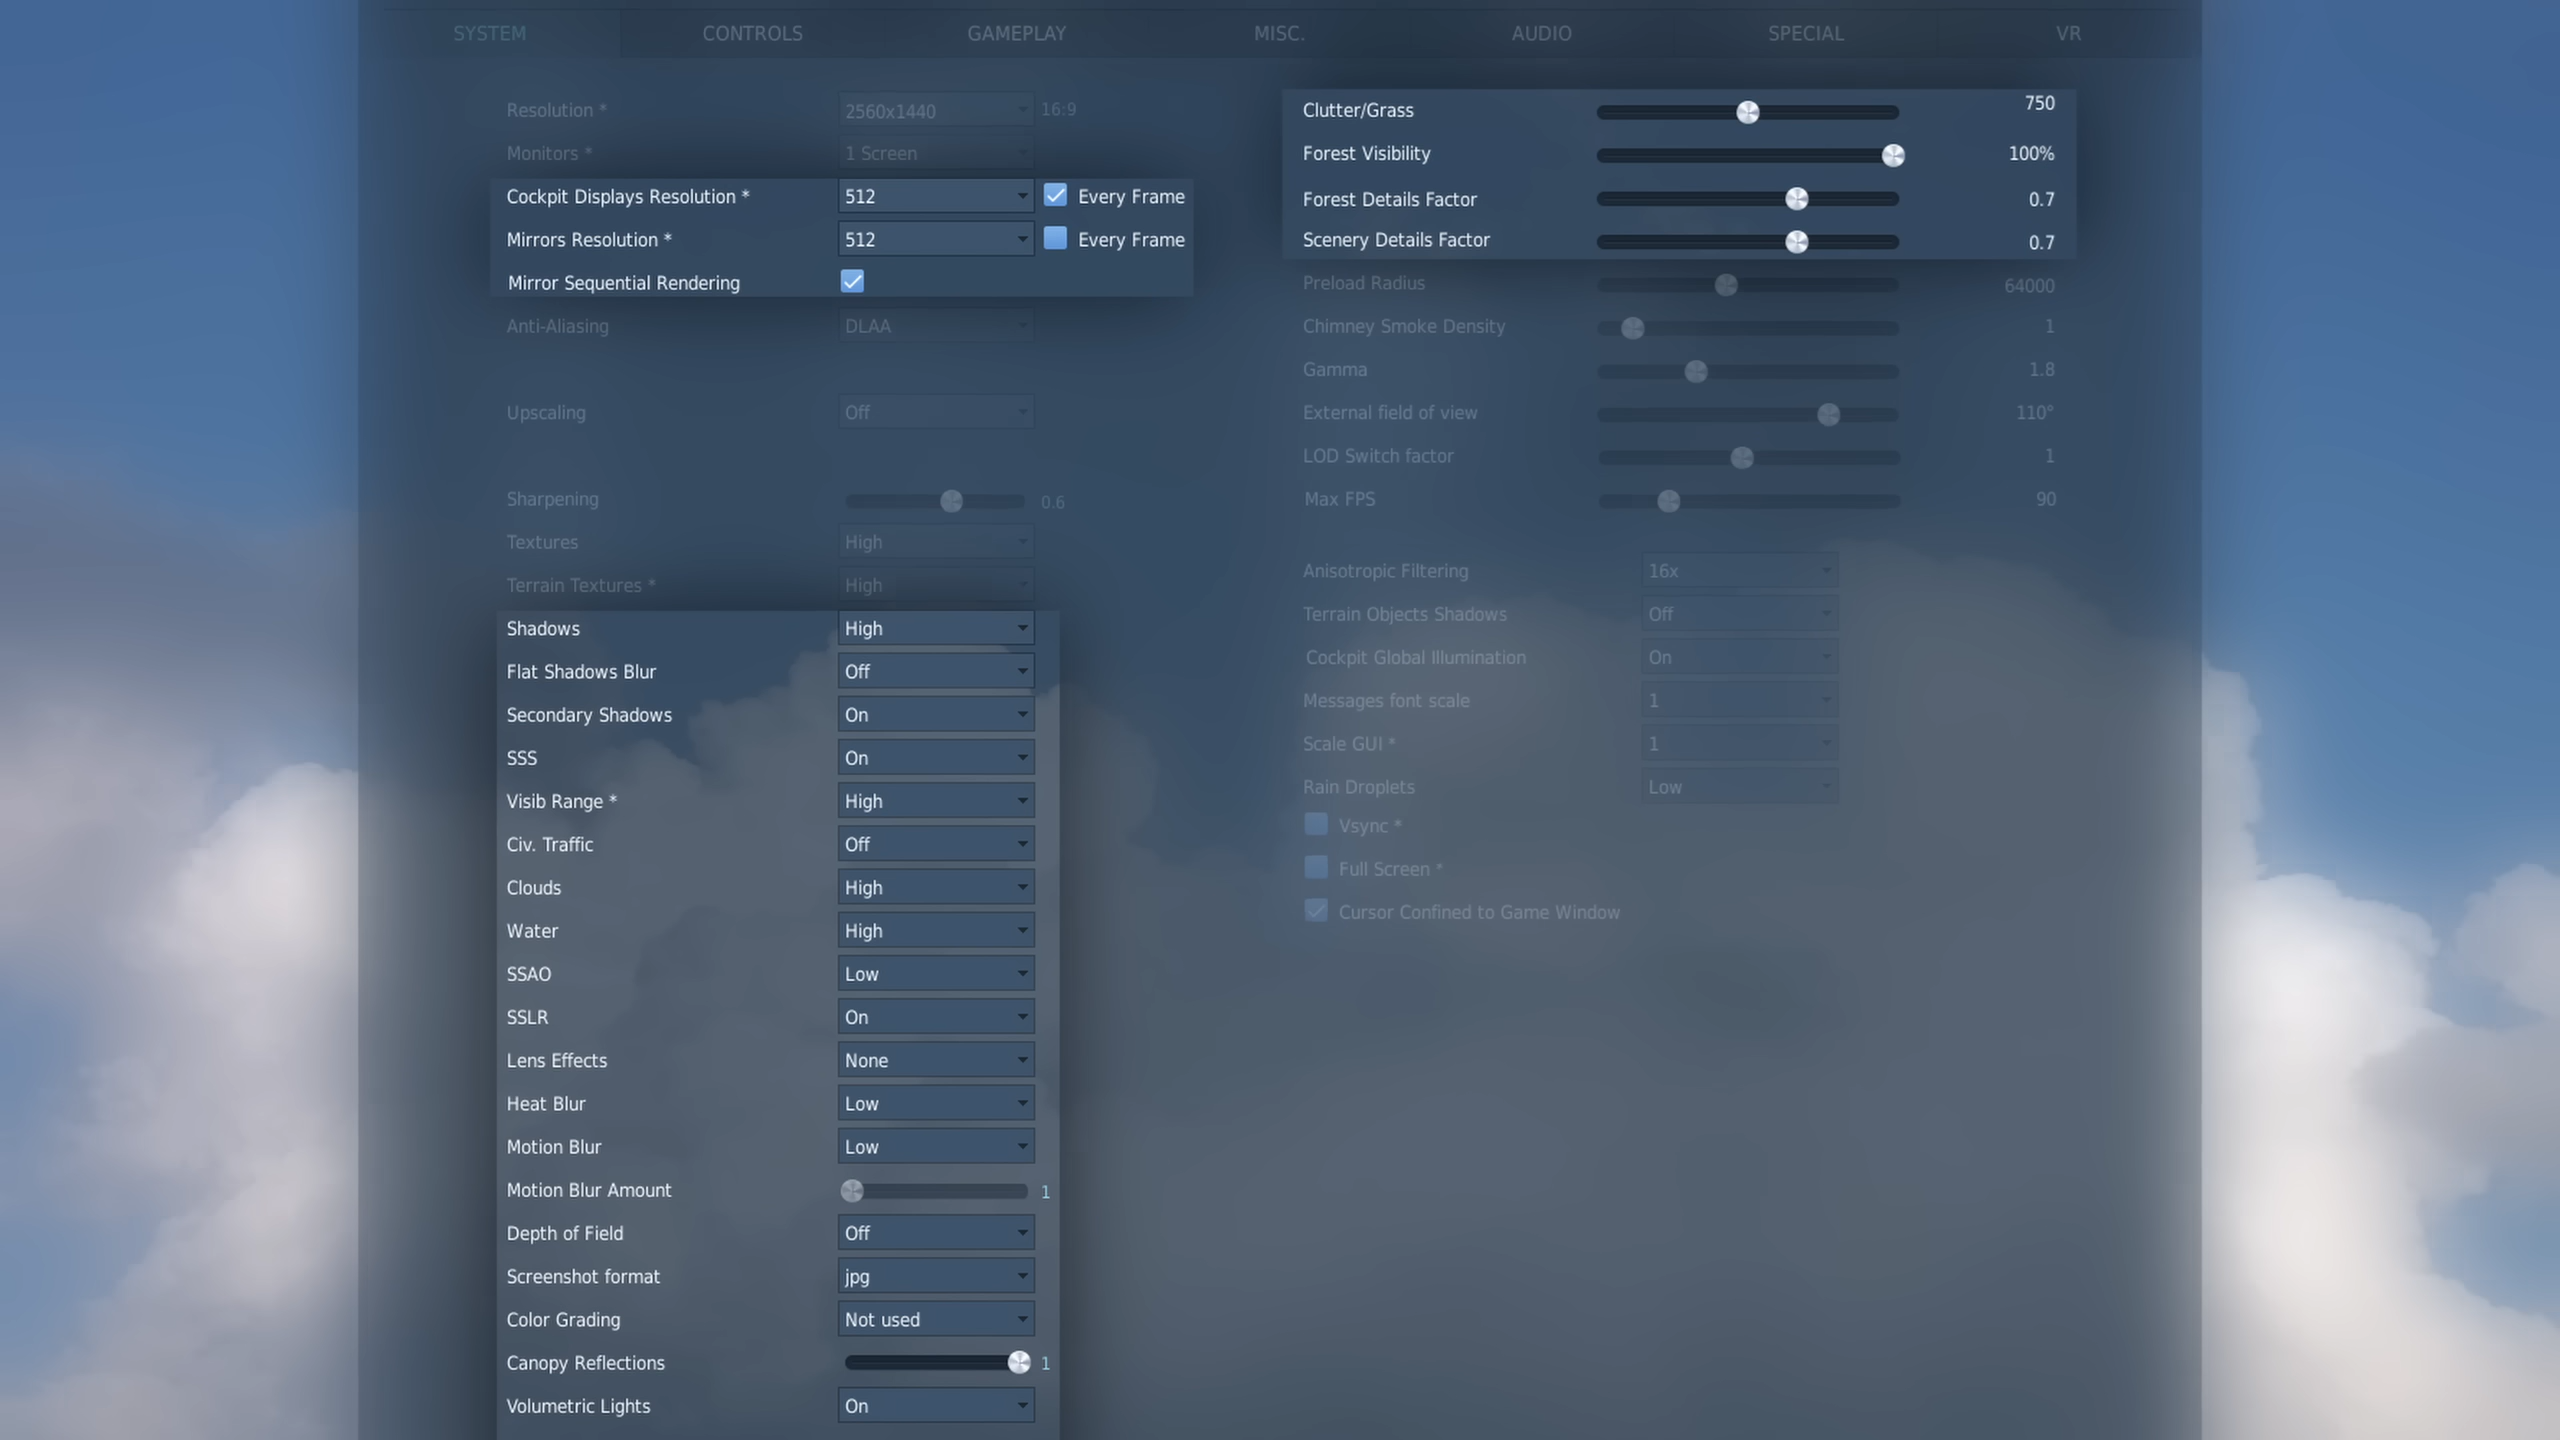 SYSTEM CONTROLS GAMEPLAY MISC. AUDIO SPECIAL VR
Resolution * 2560x1440 16:9
Monitors * 1 Screen
Cockpit Displays Resolution * 512 Every Frame
Mirrors Resolution * 512 Every Frame
Mirror Sequential Rendering
Anti-Aliasing DLAA
Upscaling Off
Sharpening 0.6
Textures High
Terrain Textures * High
Shadows High
Flat Shadows Blur Off
Secondary Shadows On
SSS On
Visib Range * High
Civ. Traffic Off
Clouds High
Water High
SSAO Low
SSLR On
Lens Effects None
Heat Blur Low
Motion Blur Low
Motion Blur Amount 1
Depth of Field Off
Screenshot format jpg
Color Grading Not used
Canopy Reflections 1
Volumetric Lights On
Clutter/Grass 750
Forest Visibility 100%
Forest Details Factor 0.7
Scenery Details Factor 0.7
Preload Radius 64000
Chimney Smoke Density 1
Gamma 1.8
External field of view 110°
LOD Switch factor 1
Max FPS 90
Anisotropic Filtering 16x
Terrain Objects Shadows Off
Cockpit Global Illumination On
Messages font scale 1
Scale GUI * 1
Rain Droplets Low
Vsync *
Full Screen *
Cursor Confined to Game Window